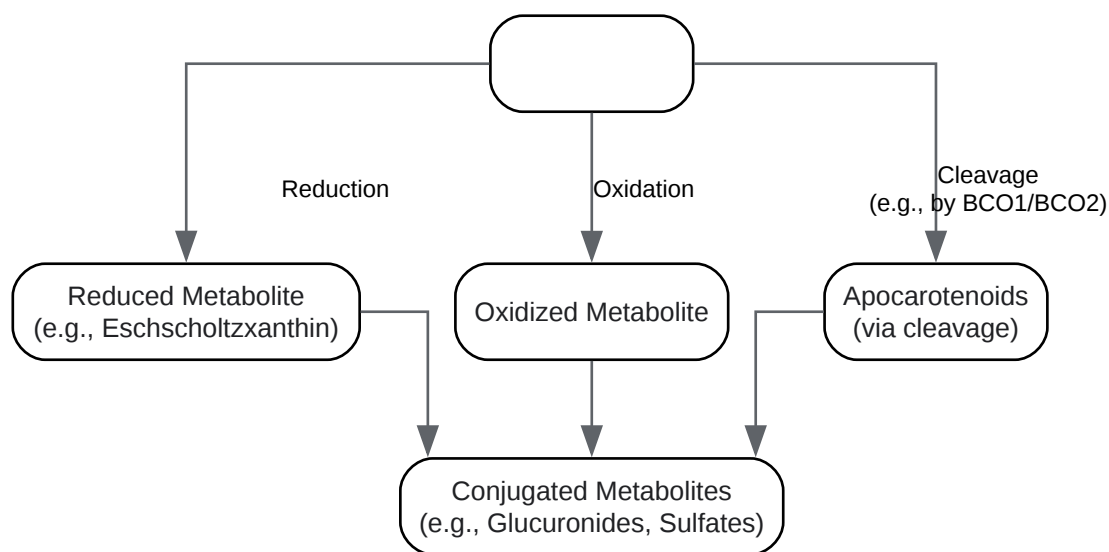 Reduction
Oxidation
Cleavage
(e.g., by BCO1/BCO2)
Reduced Metabolite
(e.g., Eschscholtzxanthin)
Oxidized Metabolite
Apocarotenoids
(via cleavage)
Conjugated Metabolites
(e.g., Glucuronides, Sulfates)